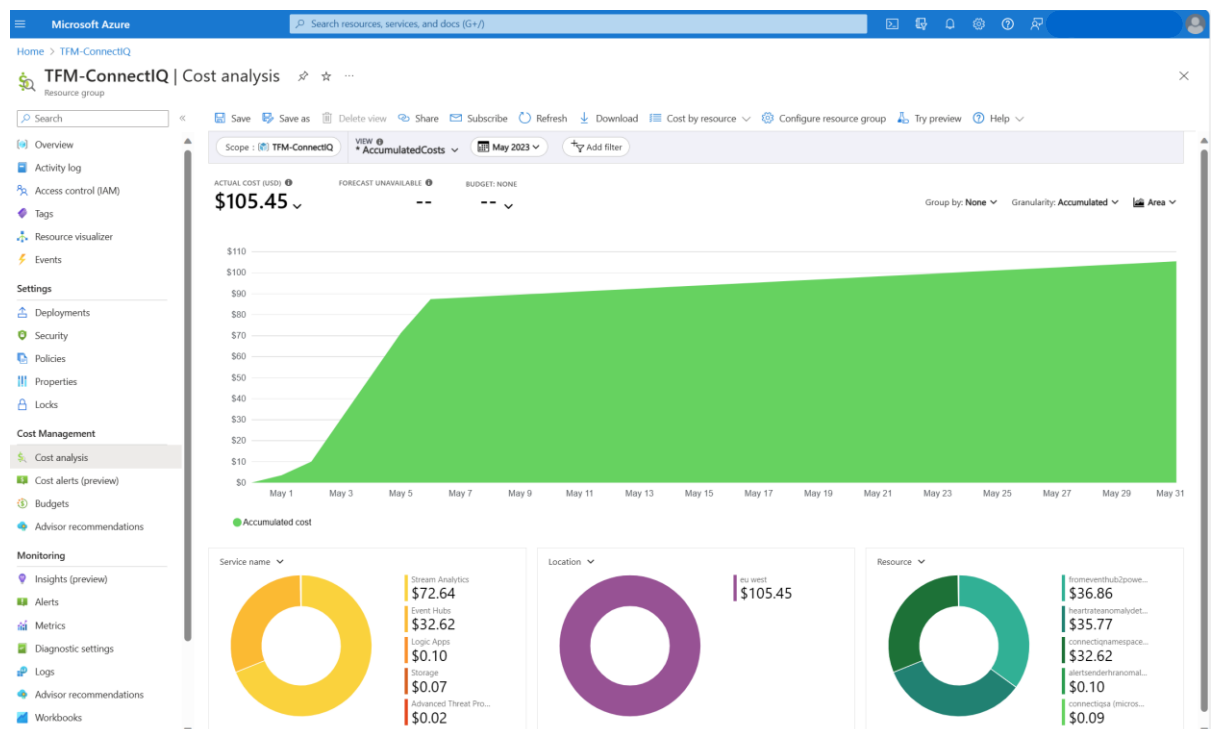 Microsoft Azure
Search resources, services, and docs (G+/)
Home > TFM-ConnectIQ
TFM-ConnectIQ | Cost analysis
Resource group
Search
Save Save as Delete view Share Subscribe Refresh Download Cost by resource Configure resource group Try preview Help
Overview
Activity log
Access control (IAM)
Tags
Resource visualizer
Events
Settings
Deployments
Security
Policies
Properties
Locks
Cost Management
Cost analysis
Cost alerts (preview)
Budgets
Advisor recommendations
Monitoring
Insights (preview)
Alerts
Metrics
Diagnostic settings
Logs
Advisor recommendations
Workbooks
Scope : TFM-ConnectIQ
VIEW
* AccumulatedCosts
May 2023
Add filter
ACTUAL COST (USD)
$105.45
FORECAST UNAVAILABLE
--
BUDGET: NONE
--
Group by: None Granularity: Accumulated Area
$110
$100
$90
$80
$70
$60
$50
$40
$30
$20
$10
$0
May 1 May 3 May 5 May 7 May 9 May 11 May 13 May 15 May 17 May 19 May 21 May 23 May 25 May 27 May 29 May 31
Accumulated cost
Service name
Stream Analytics
$72.64
Event Hubs
$32.62
Logic Apps
$0.10
Storage
$0.07
Advanced Threat Pro...
$0.02
Location
eu west
$105.45
Resource
fromeventhub2powe...
$36.86
heartrateanomalydet...
$35.77
connectiqnamespace...
$32.62
alertsenderhranomal...
$0.10
connectiqsa (micros...
$0.09